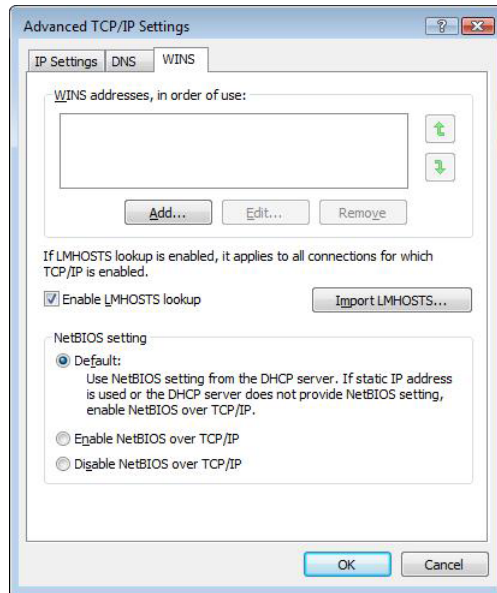 Advanced TCP/IP Settings
IP Settings DNS WINS
WINS addresses, in order of use:
Add... Edit... Remove
If LMHOSTS lookup is enabled, it applies to all connections for which
TCP/IP is enabled.
Enable LMHOSTS lookup Import LMHOSTS...
NetBIOS setting
Default:
Use NetBIOS setting from the DHCP server. If static IP address
is used or the DHCP server does not provide NetBIOS setting,
enable NetBIOS over TCP/IP.
Enable NetBIOS over TCP/IP
Disable NetBIOS over TCP/IP
OK Cancel